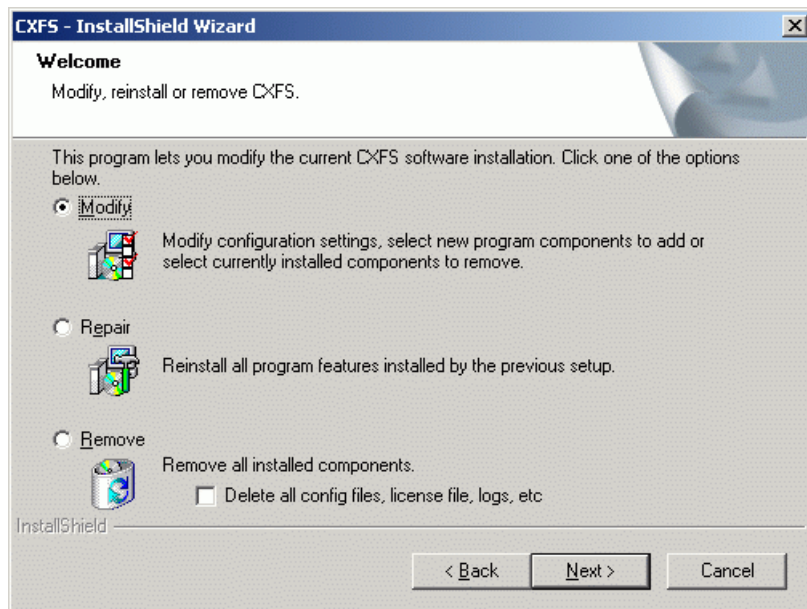 CXFS - InstallShield Wizard
Welcome
Modify, reinstall or remove CXFS.
This program lets you modify the current CXFS software installation. Click one of the options
below.
Modify
Modify configuration settings, select new program components to add or
select currently installed components to remove.
Repair
Reinstall all program features installed by the previous setup.
Remove
Remove all installed components.
Delete all config files, license file, logs, etc
InstallShield
< Back
Next >
Cancel